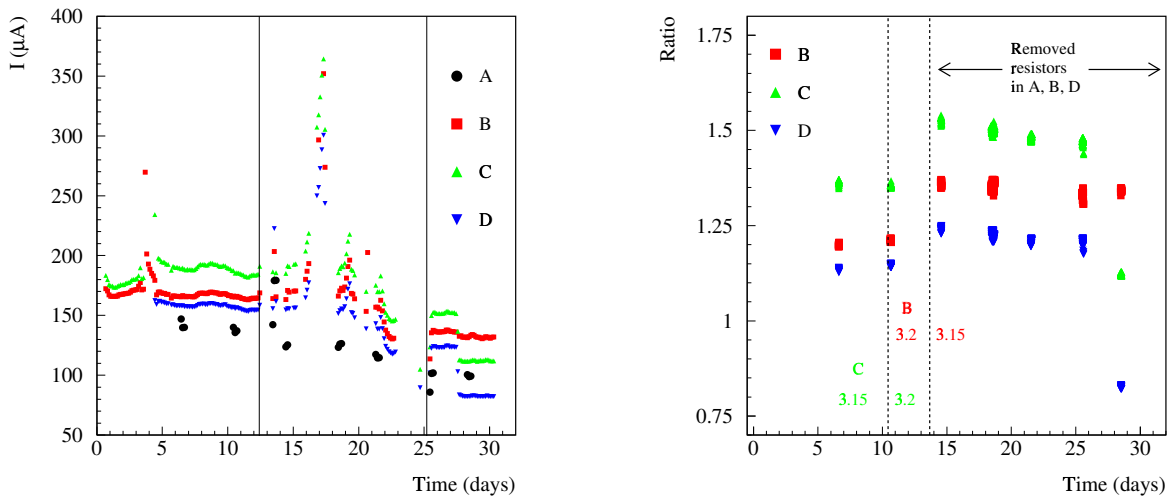 I (µA)
400
350
300
250
200
150
100
50
0
5
10
15
20
25
30
Time (days)
A
B
C
D
Ratio
1.75
1.5
1.25
1
0.75
0
5
10
15
20
25
30
Time (days)
B
C
D
Removed
resistors
in A, B, D
B
3.2
3.15
C
3.15
3.2